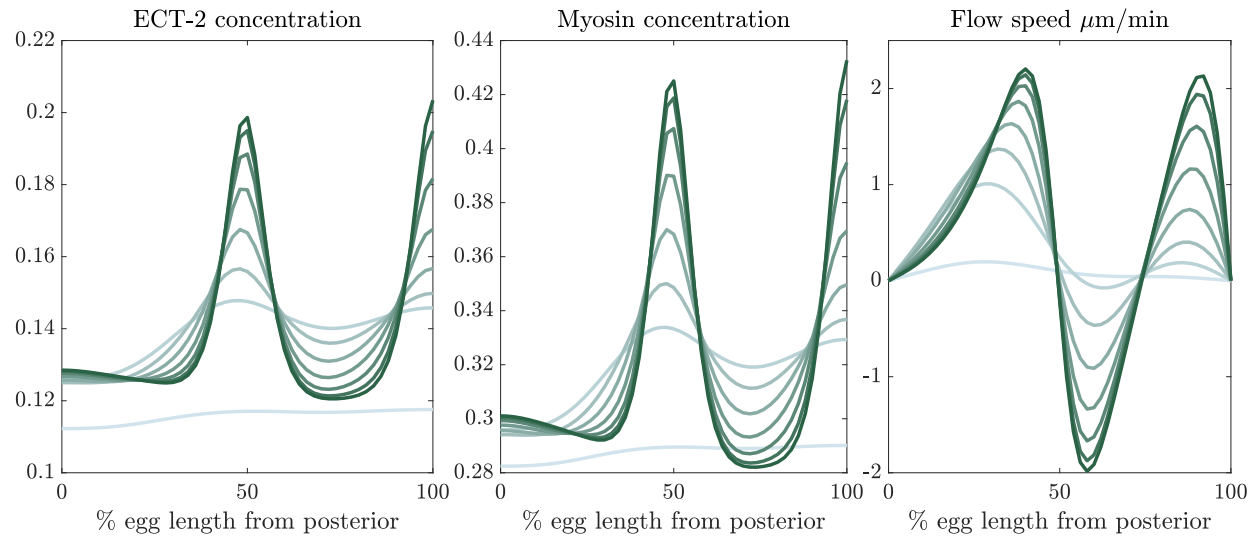 ECT-2 concentration
0.22
0.2
0.18
0.16
0.14
0.12
0.1
0 50 100
% egg length from posterior
Myosin concentration
0.44
0.42
0.4
0.38
0.36
0.34
0.32
0.3
0.28
0 50 100
% egg length from posterior
Flow speed μm/min
2
1
0
-1
-2
0 50 100
% egg length from posterior